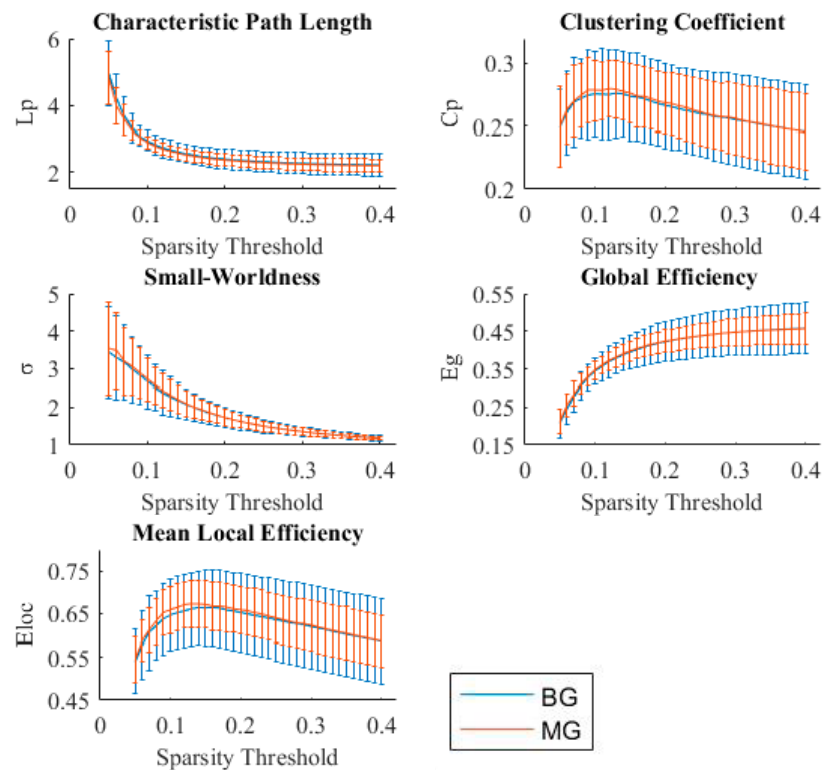 Characteristic Path Length
6
4
2
Lp
0
0.1
0.2
0.3
0.4
Sparsity Threshold
Clustering Coefficient
0.3
0.25
0.2
Cp
0
0.1
0.2
0.3
0.4
Sparsity Threshold
Small-Worldness
5
4
3
2
1
σ
0
0.1
0.2
0.3
0.4
Sparsity Threshold
Global Efficiency
0.55
0.45
0.35
0.25
0.15
Eg
0
0.1
0.2
0.3
0.4
Sparsity Threshold
Mean Local Efficiency
0.75
0.65
0.55
0.45
Eloc
0
0.1
0.2
0.3
0.4
Sparsity Threshold
BG
MG